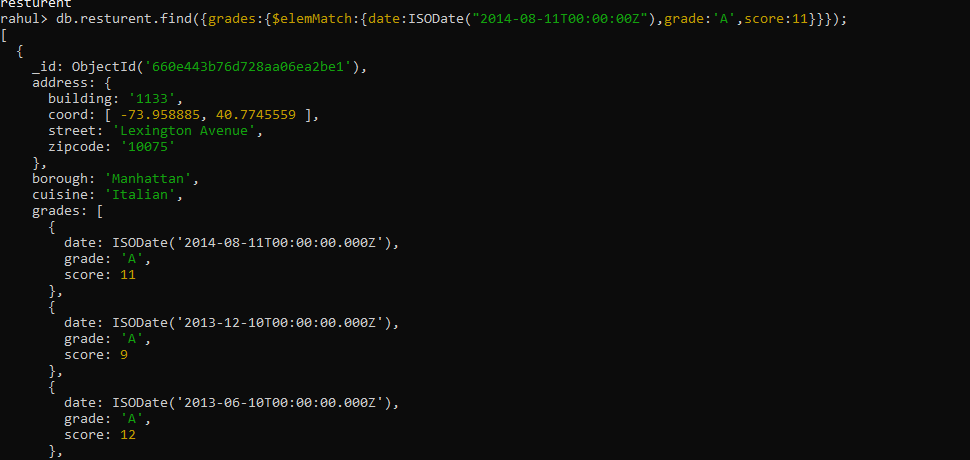 resturent
rahul> db.resturent.find({grades:{$elemMatch:{date:ISODate("2014-08-11T00:00:00Z"),grade:'A',score:11}}});
[
  {
    _id: ObjectId('660e443b76d728aa06ea2be1'),
    address: {
      building: '1133',
      coord: [ -73.958885, 40.7745559 ],
      street: 'Lexington Avenue',
      zipcode: '10075'
    },
    borough: 'Manhattan',
    cuisine: 'Italian',
    grades: [
      {
        date: ISODate('2014-08-11T00:00:00.000Z'),
        grade: 'A',
        score: 11
      },
      {
        date: ISODate('2013-12-10T00:00:00.000Z'),
        grade: 'A',
        score: 9
      },
      {
        date: ISODate('2013-06-10T00:00:00.000Z'),
        grade: 'A',
        score: 12
      },